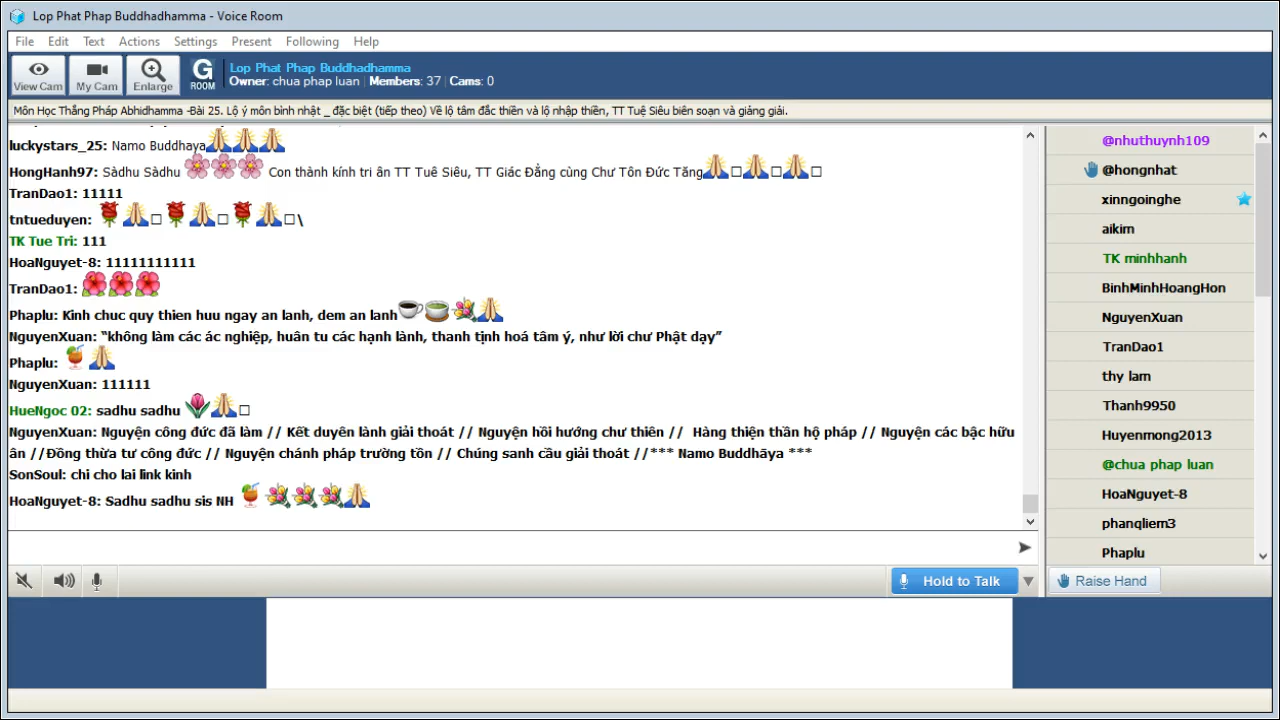 Lop Phat Phap Buddhadhamma - Voice Room
File Edit Text Actions Settings Present Following Help
View Cam My Cam Enlarge G ROOM
Lop Phat Phap Buddhadhamma
Owner: chua phap luan / Members: 37 / Cams: 0
Môn Học Thắng Pháp Abhidhamma -Bài 25. Lộ ý môn bình nhật _ đặc biệt (tiếp theo) Về lộ tâm đắc thiền và lộ nhập thiền, TT Tuệ Siêu biên soạn và giảng giải.
luckystars_25: Namo Buddhaya🙏🙏🙏
HongHanh97: Sàdhu Sàdhu 🌸🌸🌸 Con thành kính tri ân TT Tuê Siêu, TT Giác Đẳng cùng Chư Tôn Đức Tăng🙏□🙏□🙏□
TranDao1: 11111
tntueduyen: 🌹🙏□🌹🙏□🌹🙏□\
TK Tue Tri: 111
HoaNguyet-8: 11111111111
TranDao1: 🌺🌺🌺
Phaplu: Kinh chuc quy thien huu ngay an lanh, dem an lanh☕🍵💐🙏
NguyenXuan: “không làm các ác nghiệp, huân tu các hạnh lành, thanh tịnh hoá tâm ý, như lời chư Phật dạy”
Phaplu: 🍹🙏
NguyenXuan: 111111
HueNgoc 02: sadhu sadhu 🌷🙏□
NguyenXuan: Nguyện công đức đã làm // Kết duyên lành giải thoát // Nguyện hồi hướng chư thiên // Hàng thiện thần hộ pháp // Nguyện các bậc hữu
ân //Đồng thừa tư công đức // Nguyện chánh pháp trường tồn // Chúng sanh cầu giải thoát //*** Namo Buddhāya ***
SonSoul: chi cho lai link kinh
HoaNguyet-8: Sadhu sadhu sis NH 🍹💐💐💐🙏
@nhuthuynh109
@hongnhat
xinngoinghe
aikim
TK minhhanh
BinhMinhHoangHon
NguyenXuan
TranDao1
thy lam
Thanh9950
Huyenmong2013
@chua phap luan
HoaNguyet-8
phanqliem3
Phaplu
Hold to Talk
Raise Hand